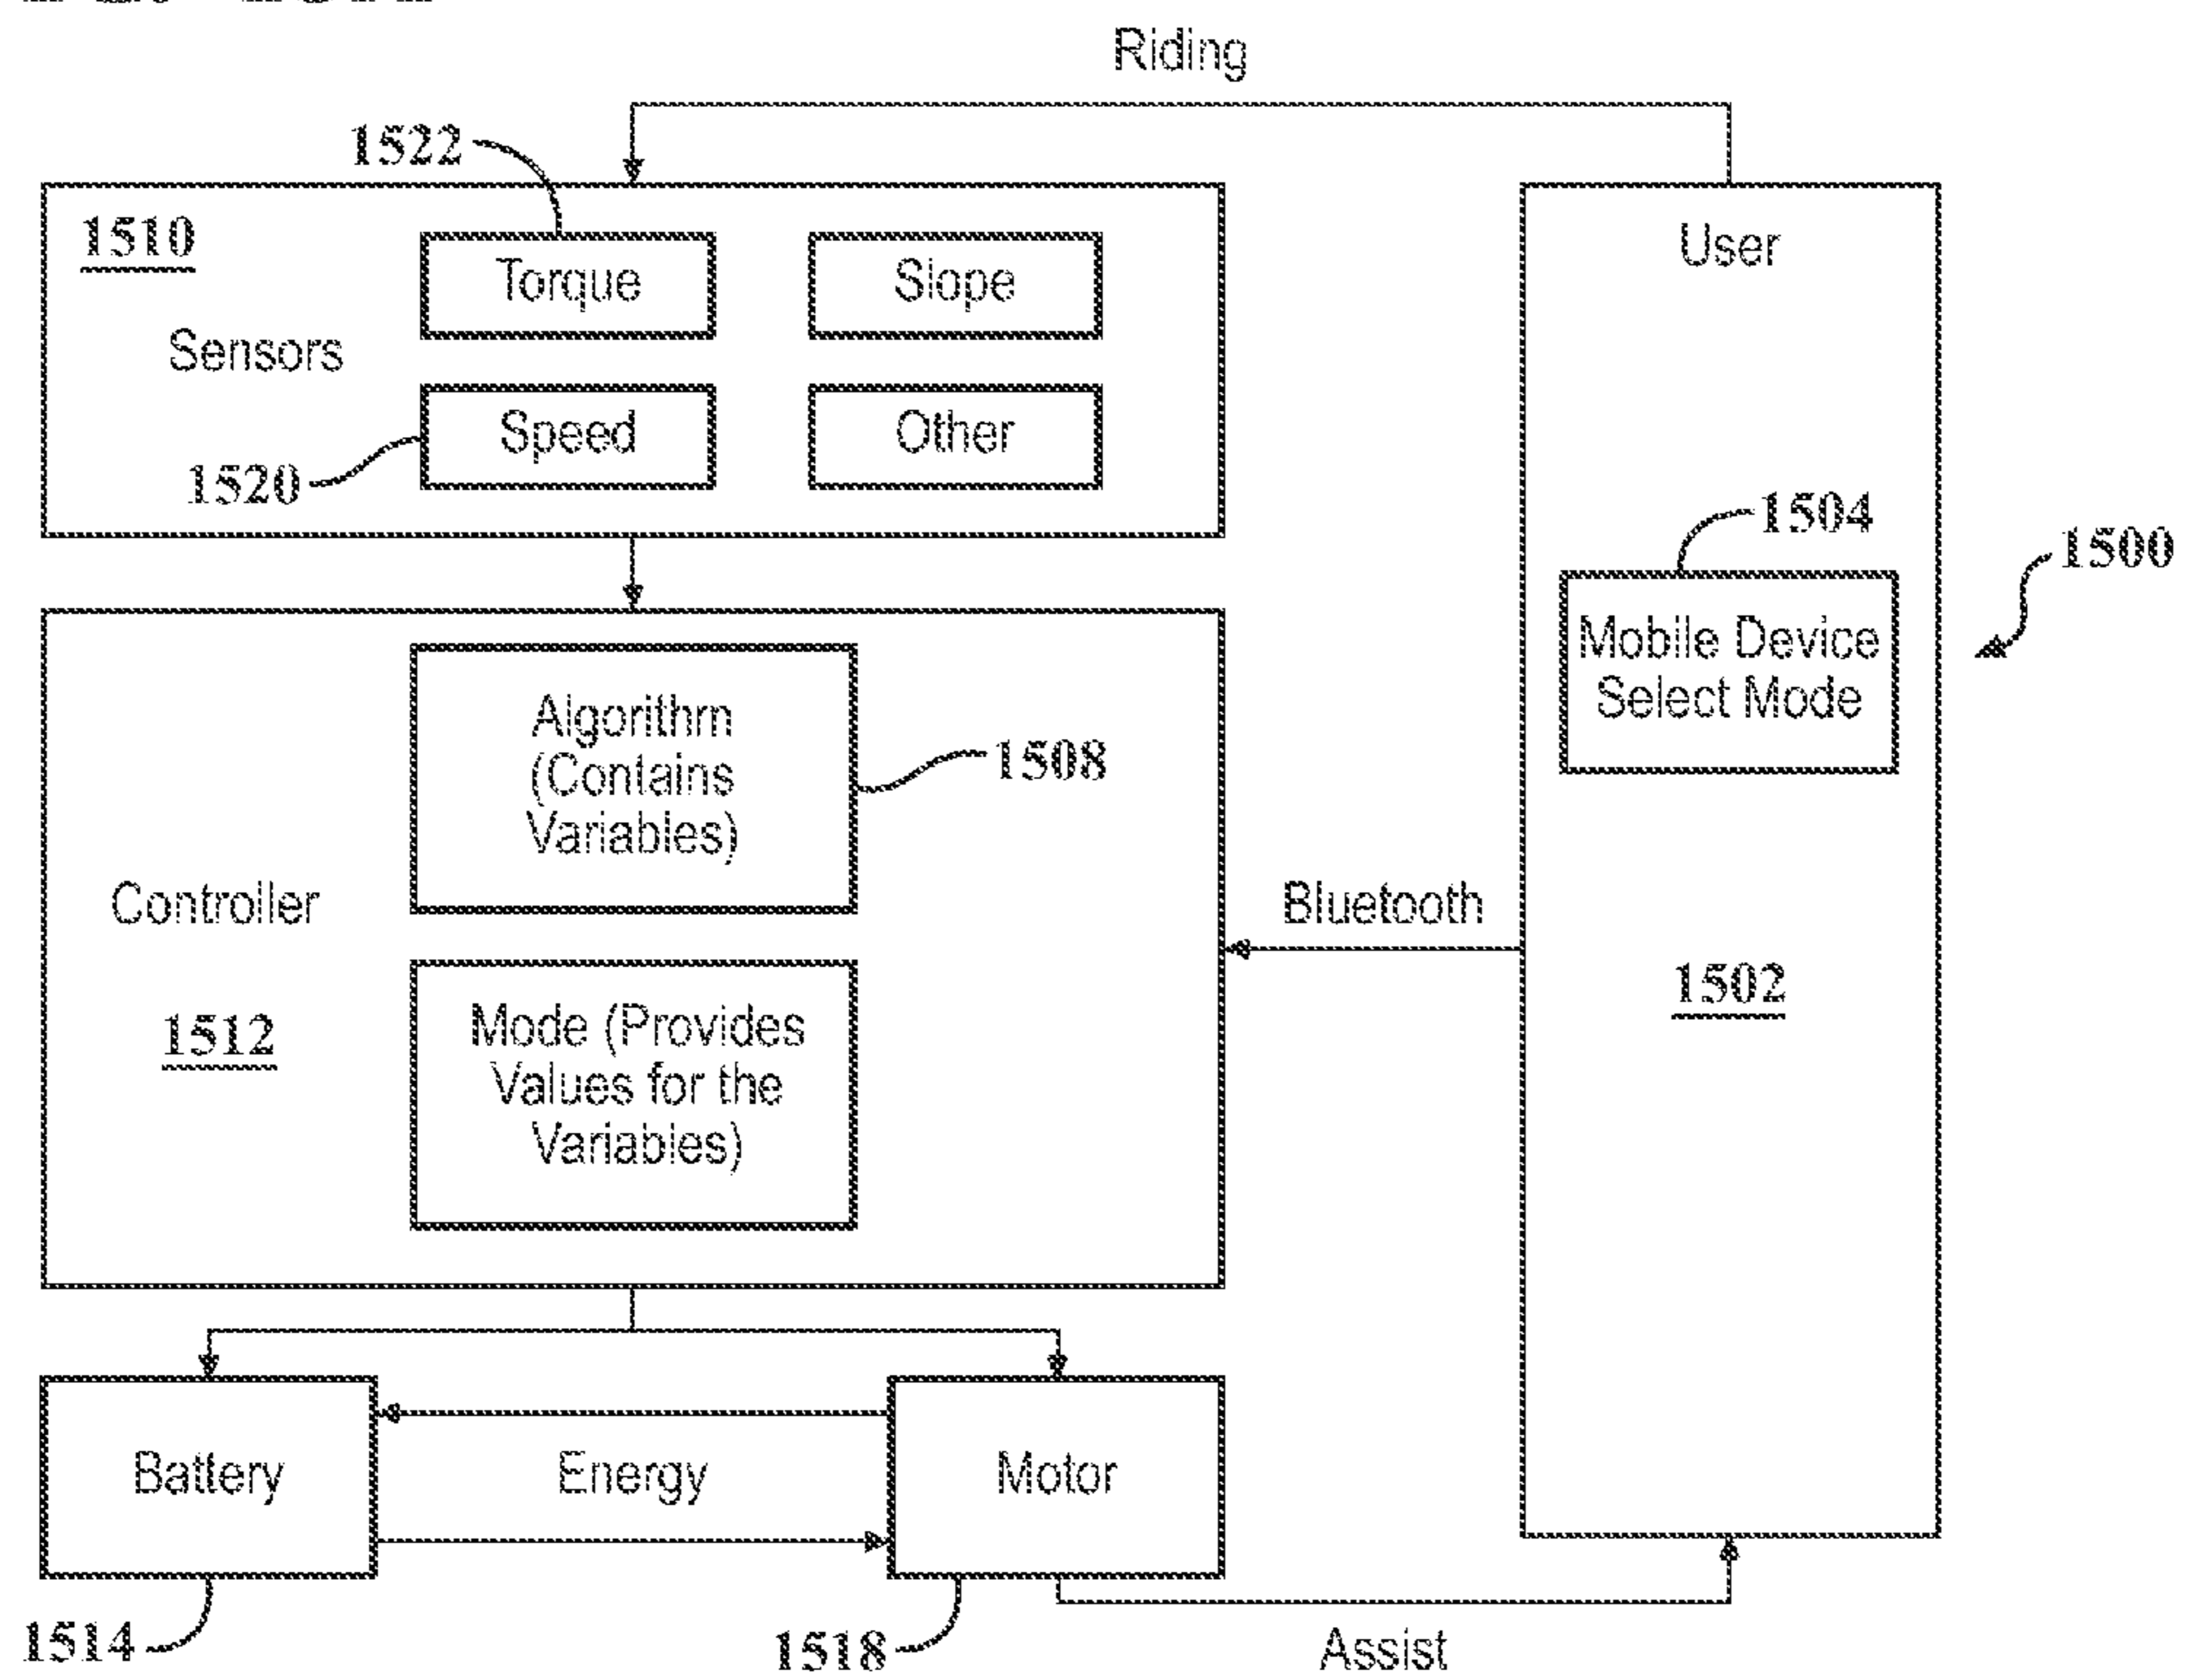 Riding
1522
1510
Torque
Slope
User
Sensors
Speed
Other
1520
1504
1500
Mobile Device
Select Mode
Algorithm
(Contains
Variables)
1508
Controller
Bluetooth
1512
1502
Mode (Provides
Values for the
Variables)
Battery
Energy
Motor
1514
1518
Assist